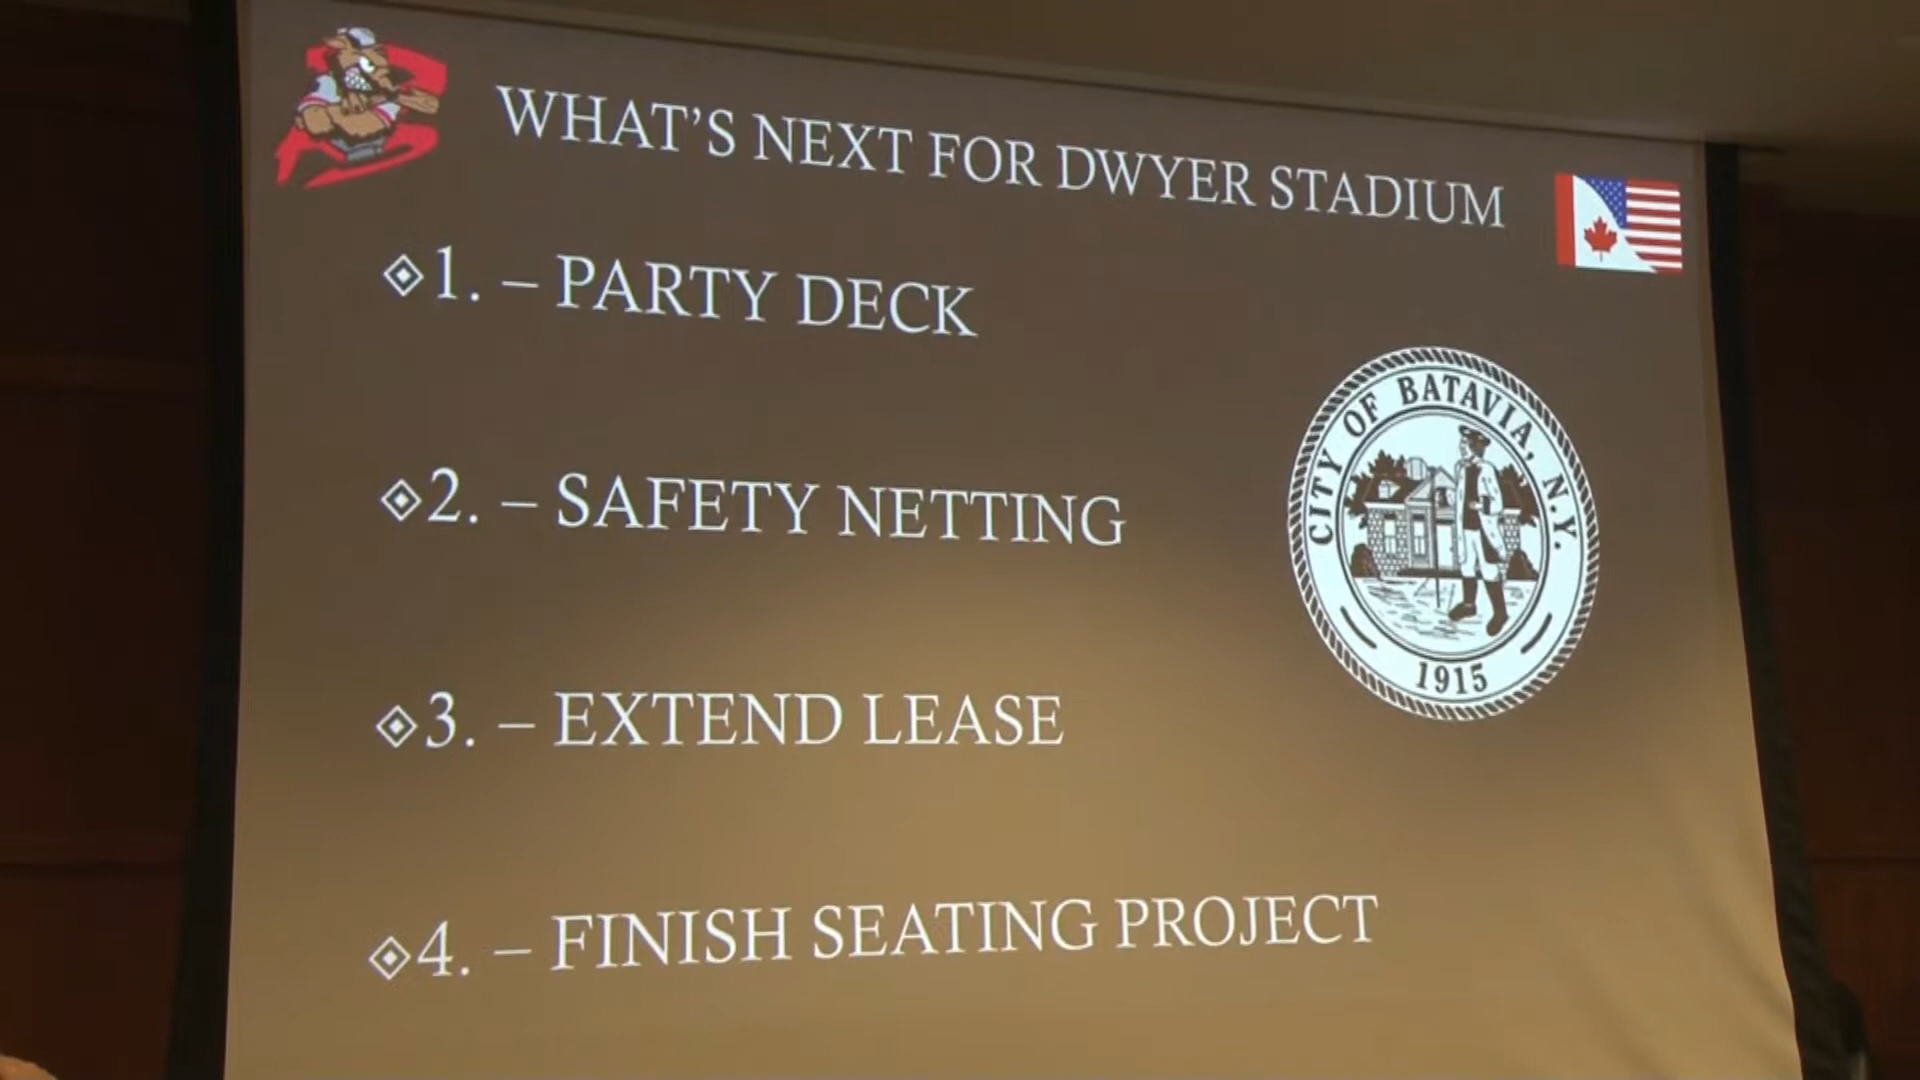 WHAT'S NEXT FOR DWYER STADIUM
1. – PARTY DECK
2. – SAFETY NETTING
3. – EXTEND LEASE
4. – FINISH SEATING PROJECT
CITY OF BATAVIA, N.Y.
1915